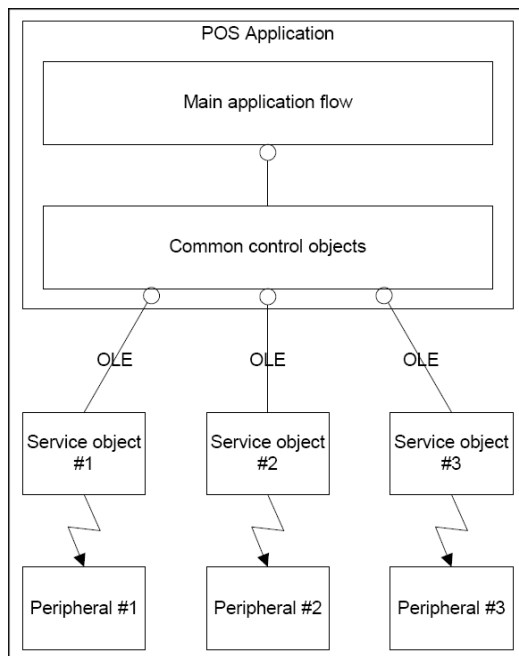 POS Application
Main application flow
Common control objects
OLE
OLE
OLE
Service object
#1
Service object
#2
Service object
#3
Peripheral #1
Peripheral #2
Peripheral #3